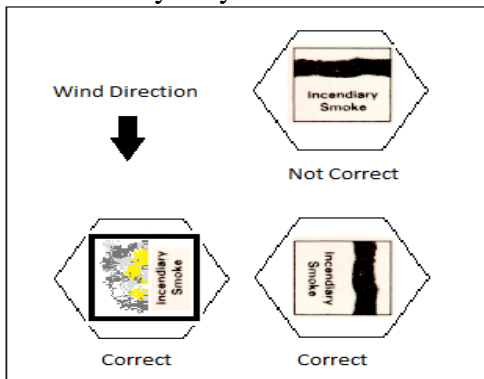 Incendiary
Smoke
Wind Direction
Not Correct
Incendiary
Smoke
Incendiary
Smoke
Correct
Correct